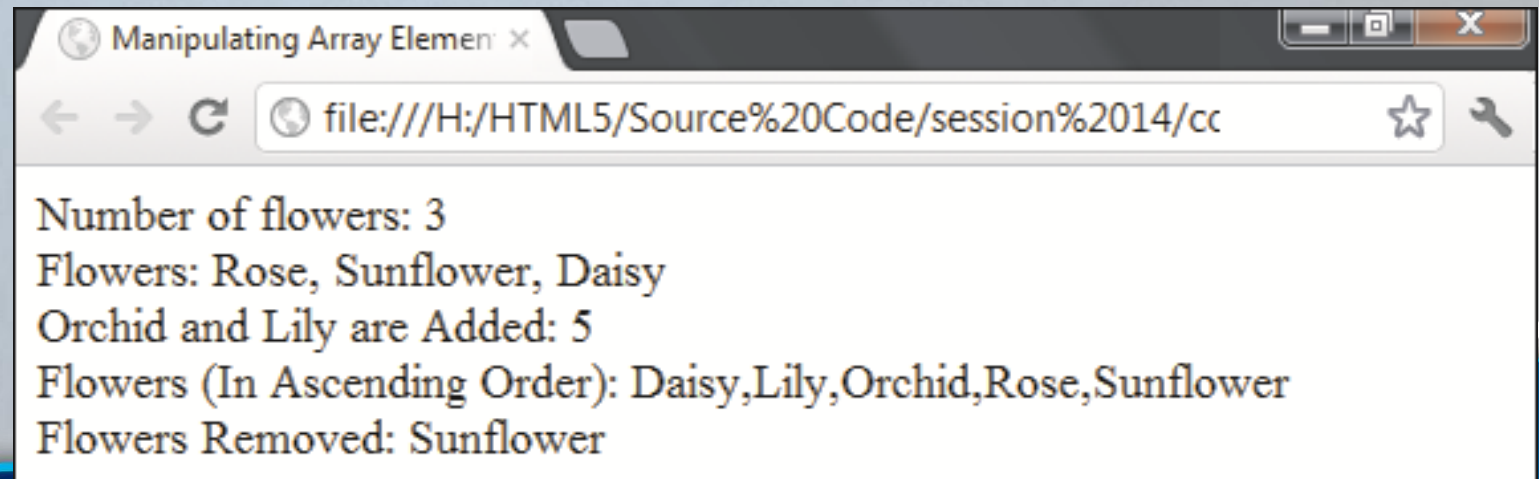 Manipulating Array Elemen
file:///H:/HTML5/Source%20Code/session%2014/cc
Number of flowers: 3
Flowers: Rose, Sunflower, Daisy
Orchid and Lily are Added: 5
Flowers (In Ascending Order): Daisy,Lily,Orchid,Rose,Sunflower
Flowers Removed: Sunflower